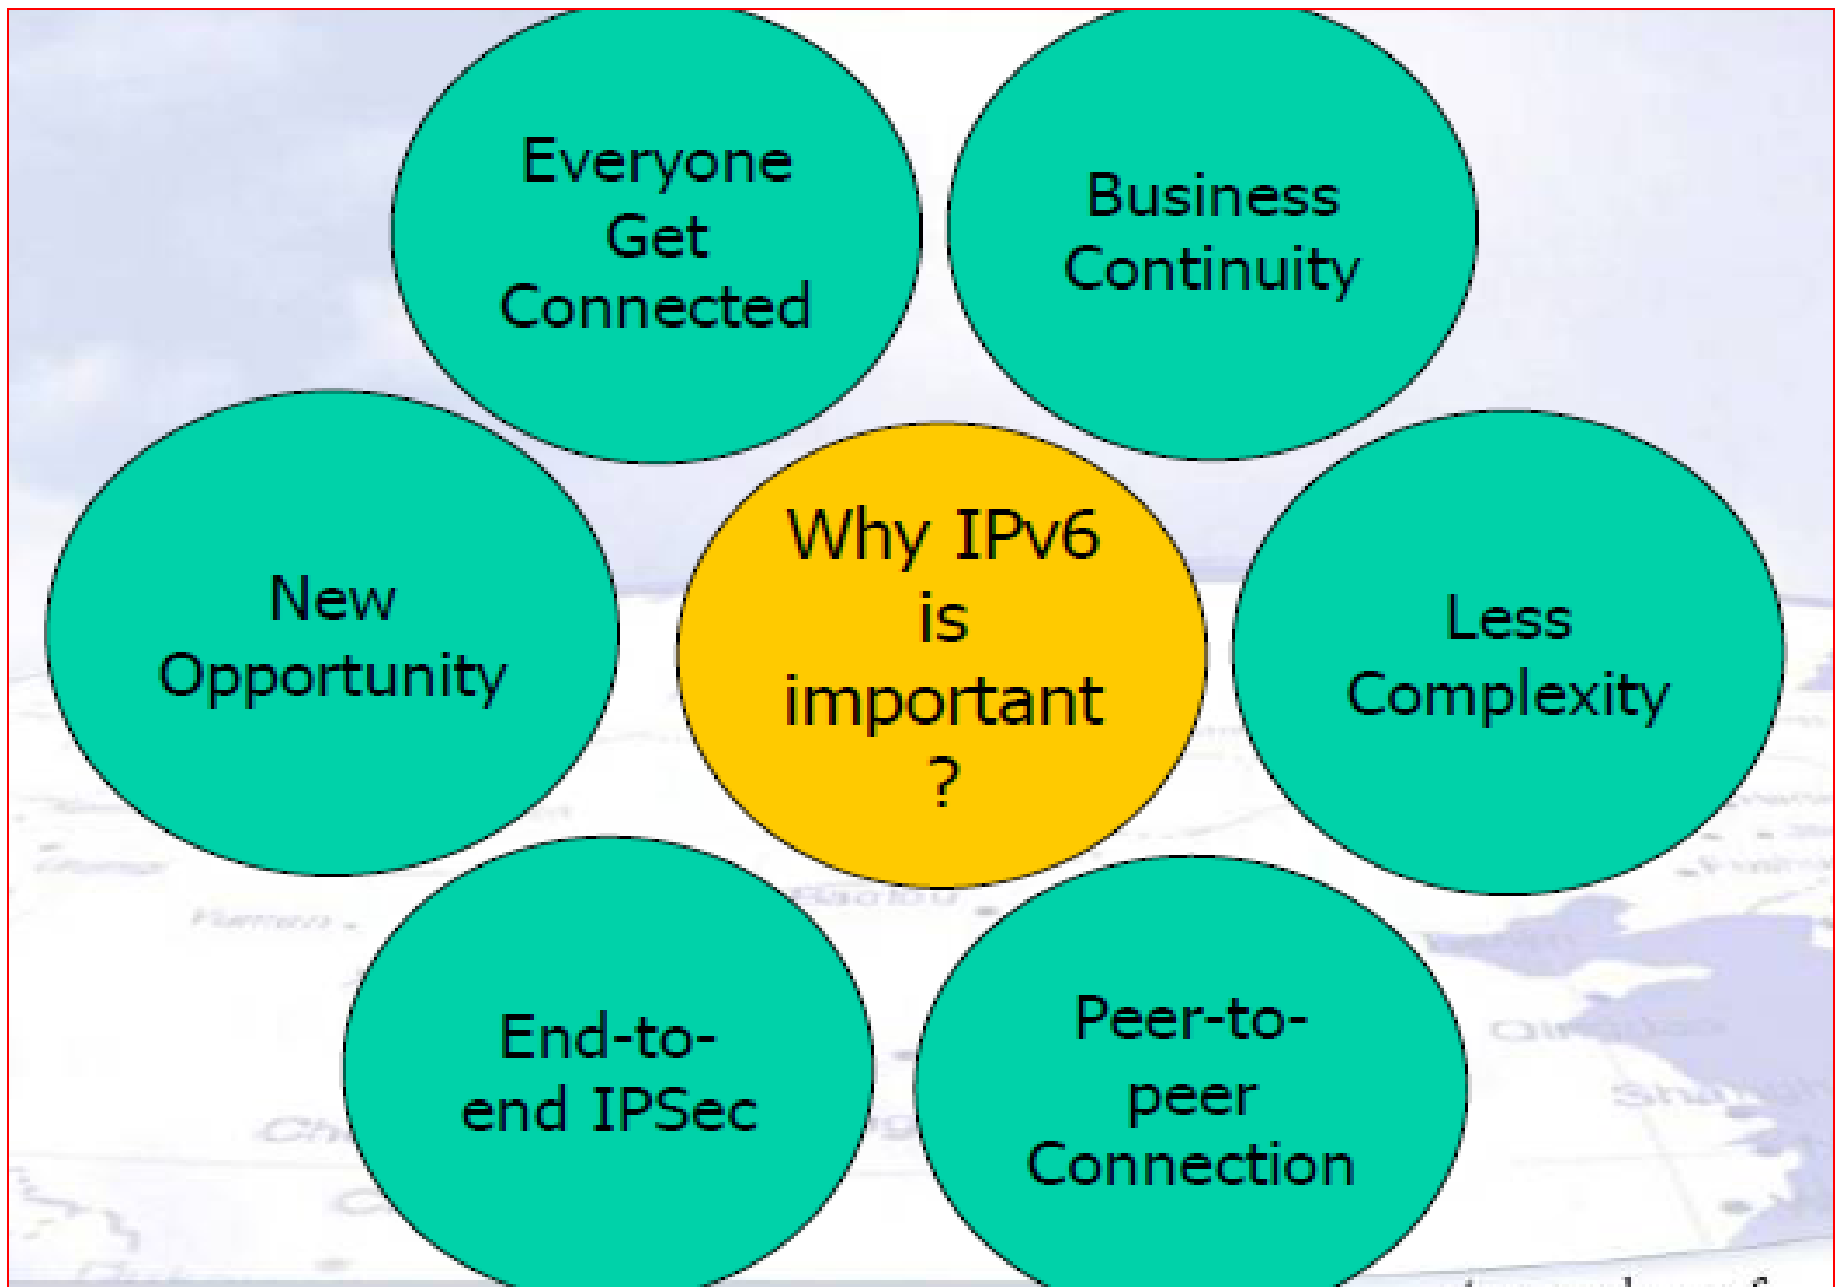 Everyone
Get
Connected
Business
Continuity
New
Opportunity
Why IPv6
is
important
?
Less
Complexity
End-to-
end IPSec
Peer-to-
peer
Connection
Baotou